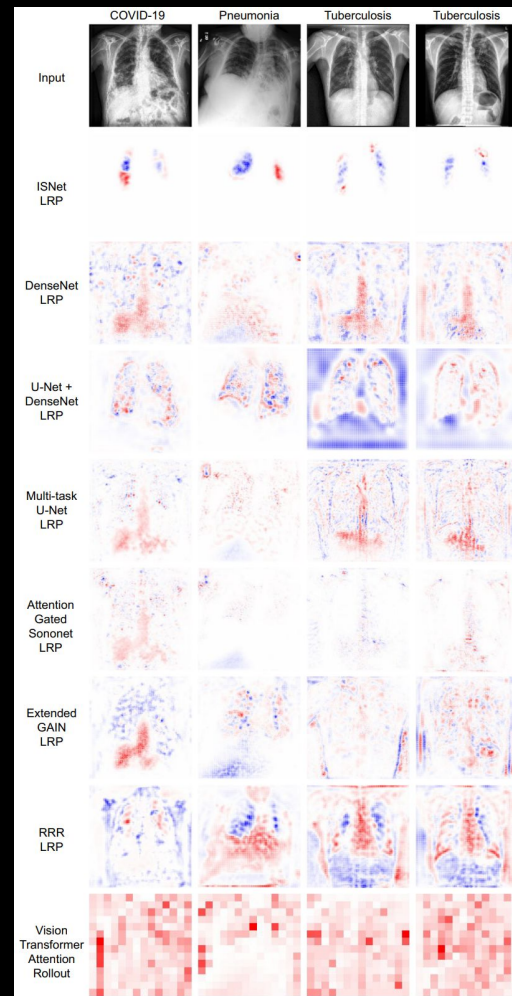 COVID-19 Pneumonia Tuberculosis Tuberculosis
Input
ISNet
LRP
DenseNet
LRP
U-Net +
DenseNet
LRP
Multi-task
U-Net
LRP
Attention
Gated
Sononet
LRP
Extended
GAIN
LRP
RRR
LRP
Vision
Transformer
Attention
Rollout